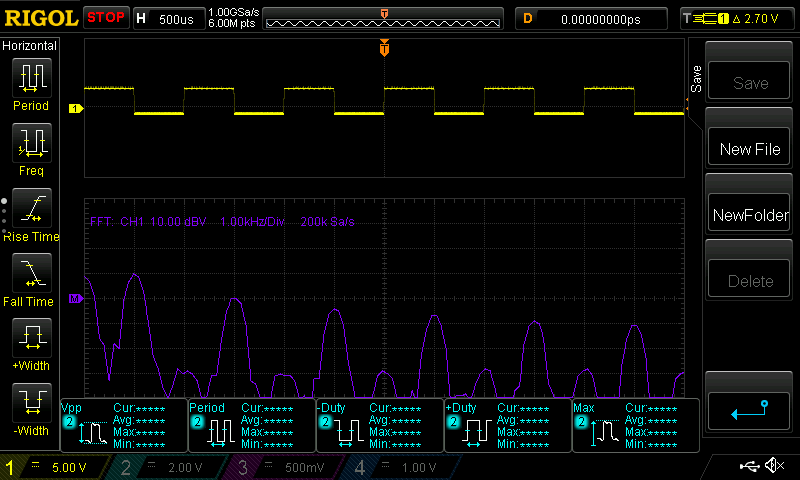 RIGOL STOP H 500us 1.00GSa/s 6.00M pts T D 0.00000000ps T 1 2.70 V
Horizontal
Period
Freq
Rise Time
Fall Time
+Width
-Width
T
1
FFT: CH1 10.00 dBV 1.00kHz/Div 200k Sa/s
M
Save
Save
New File
NewFolder
Delete
Vpp 2 Cur:***** Avg:***** Max:***** Min:*****
Period 2 Cur:***** Avg:***** Max:***** Min:*****
-Duty 2 Cur:***** Avg:***** Max:***** Min:*****
+Duty 2 Cur:***** Avg:***** Max:***** Min:*****
Max 2 Cur:***** Avg:***** Max:***** Min:*****
1 = 5.00 V 2 = 2.00 V 3 = 500mV 4 = 1.00 V